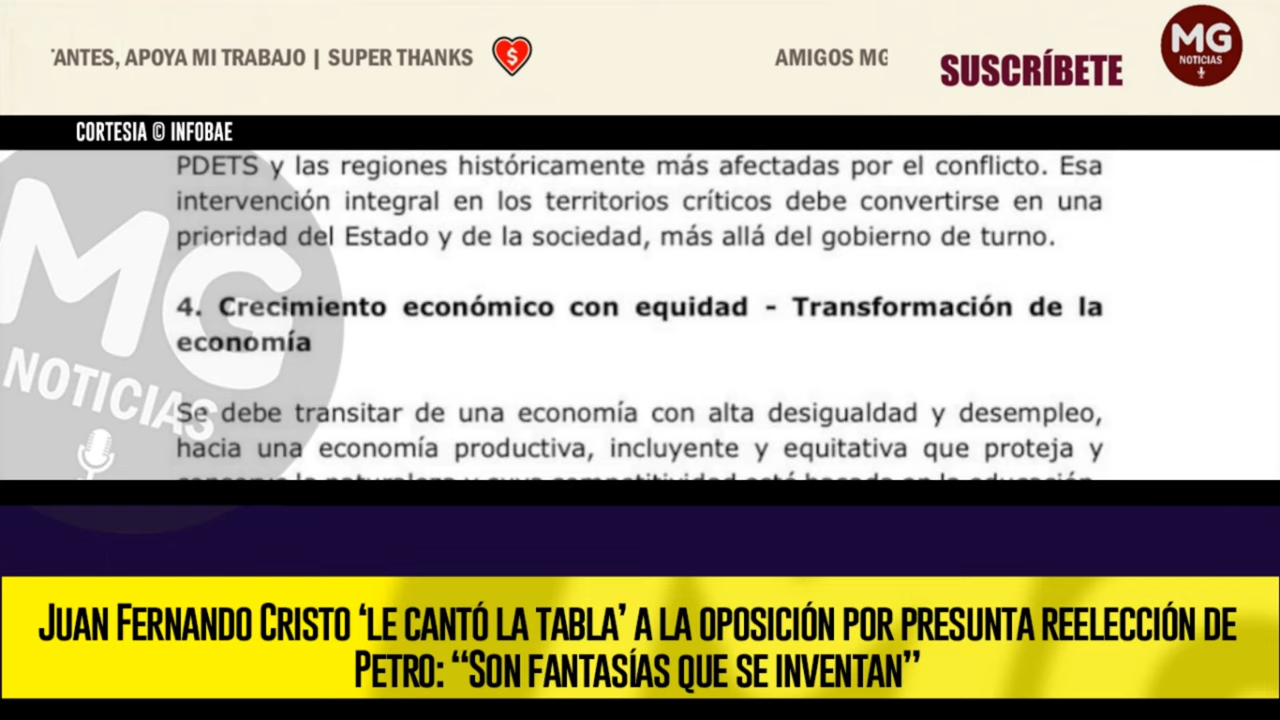 'ANTES, APOYA MI TRABAJO | SUPER THANKS
AMIGOS MG
SUSCRÍBETE
MG
NOTICIAS
CORTESIA © INFOBAE
PDETS y las regiones históricamente más afectadas por el conflicto. Esa
intervención integral en los territorios críticos debe convertirse en una
prioridad del Estado y de la sociedad, más allá del gobierno de turno.
4. Crecimiento económico con equidad - Transformación de la
economía
Se debe transitar de una economía con alta desigualdad y desempleo,
hacia una economía productiva, incluyente y equitativa que proteja y
MG
NOTICIAS
JUAN FERNANDO CRISTO ‘LE CANTÓ LA TABLA’ A LA OPOSICIÓN POR PRESUNTA REELECCIÓN DE
PETRO: “SON FANTASÍAS QUE SE INVENTAN”